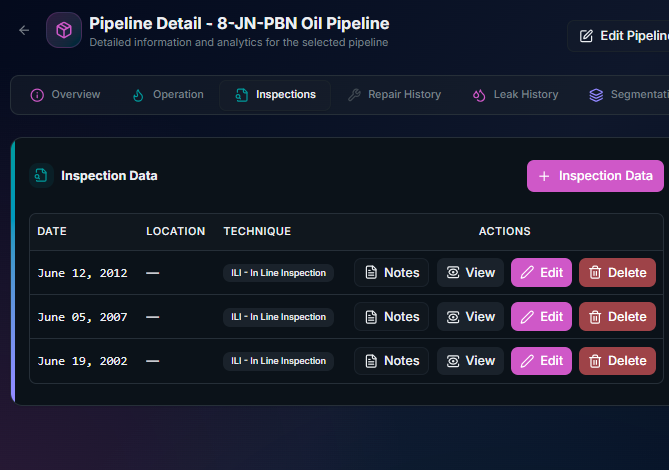 Pipeline Detail - 8-JN-PBN Oil Pipeline
Detailed information and analytics for the selected pipeline
Edit Pipelin
Overview Operation Inspections Repair History Leak History Segmentati
Inspection Data
+ Inspection Data
DATE LOCATION TECHNIQUE ACTIONS
June 12, 2012 — ILI - In Line Inspection Notes View Edit Delete
June 05, 2007 — ILI - In Line Inspection Notes View Edit Delete
June 19, 2002 — ILI - In Line Inspection Notes View Edit Delete